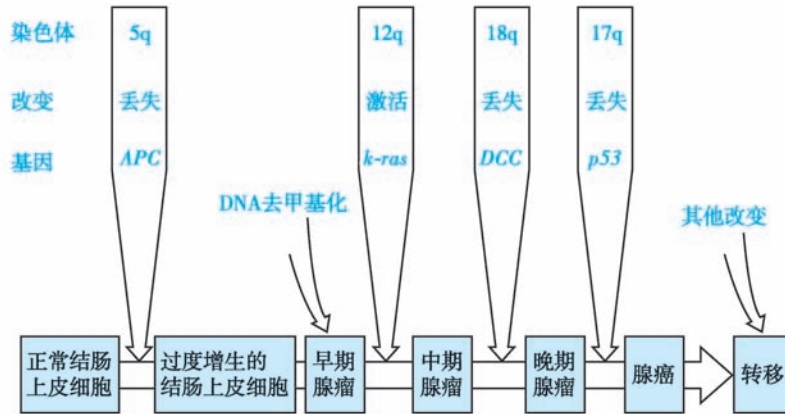 染色体 5q 12q 18q 17q
改变 丢失 激活 丢失 丢失
基因 APC k-ras DCC p53
DNA去甲基化
其他改变
正常结肠
上皮细胞
过度增生的
结肠上皮细胞
早期
腺瘤
中期
腺瘤
晚期
腺瘤
腺癌
转移